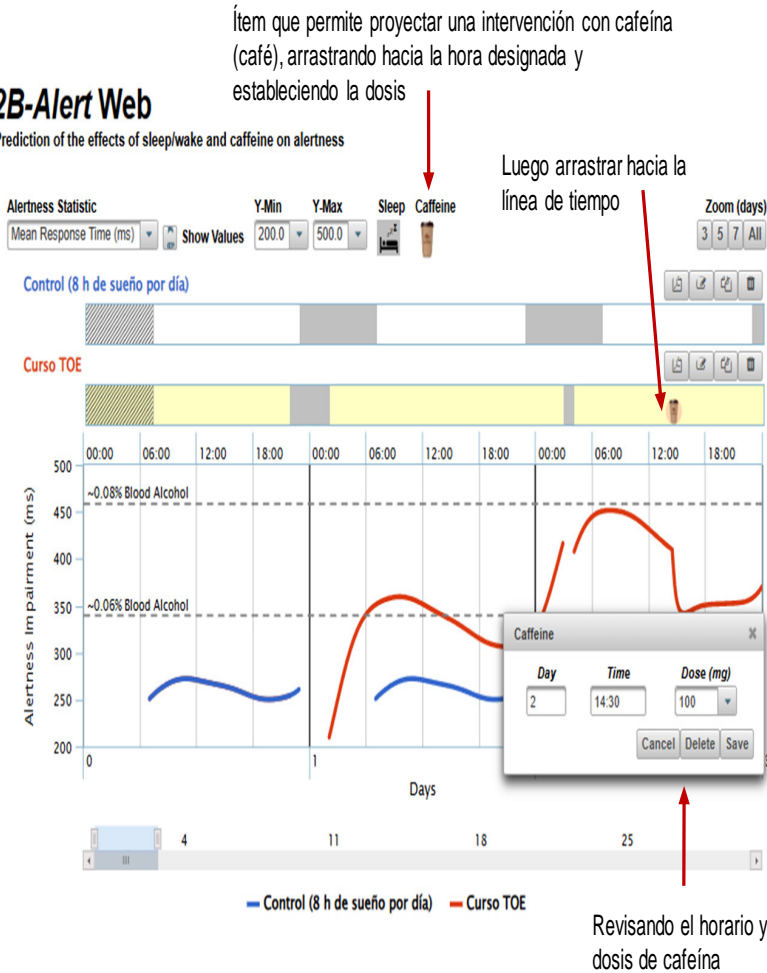 Ítem que permite proyectar una intervención con cafeína
(café), arrastrando hacia la hora designada y
estableciendo la dosis
2B-Alert Web
Prediction of the effects of sleep/wake and caffeine on alertness
Luego arrastrar hacia la
línea de tiempo
Alertness Statistic Y-Min Y-Max Sleep Caffeine Zoom (days)
Mean Response Time (ms) Show Values 200.0 500.0 3 5 7 All
Control (8 h de sueño por día)
Curso TOE
00:00 06:00 12:00 18:00 00:00 06:00 12:00 18:00 00:00 06:00 12:00 18:00
500
~0.08% Blood Alcohol
450
400
350
~0.06% Blood Alcohol
300
250
200
Alertness Impairment (ms)
Caffeine
Day Time Dose (mg)
2 14:30 100
Cancel Delete Save
0 1
Days
4 11 18 25
Control (8 h de sueño por día) Curso TOE
Revisando el horario y
dosis de cafeína